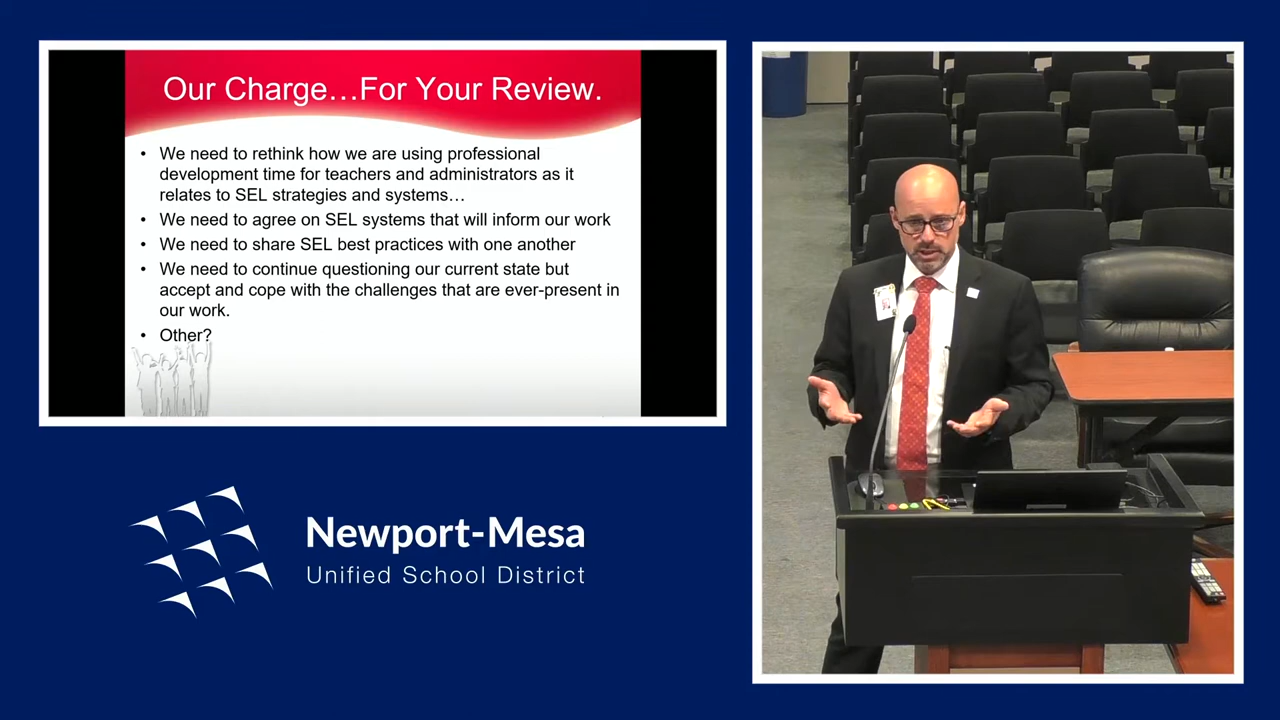 Our Charge…For Your Review.
• We need to rethink how we are using professional
development time for teachers and administrators as it
relates to SEL strategies and systems…
• We need to agree on SEL systems that will inform our work
• We need to share SEL best practices with one another
• We need to continue questioning our current state but
accept and cope with the challenges that are ever-present in
our work.
• Other?
Newport-Mesa
Unified School District